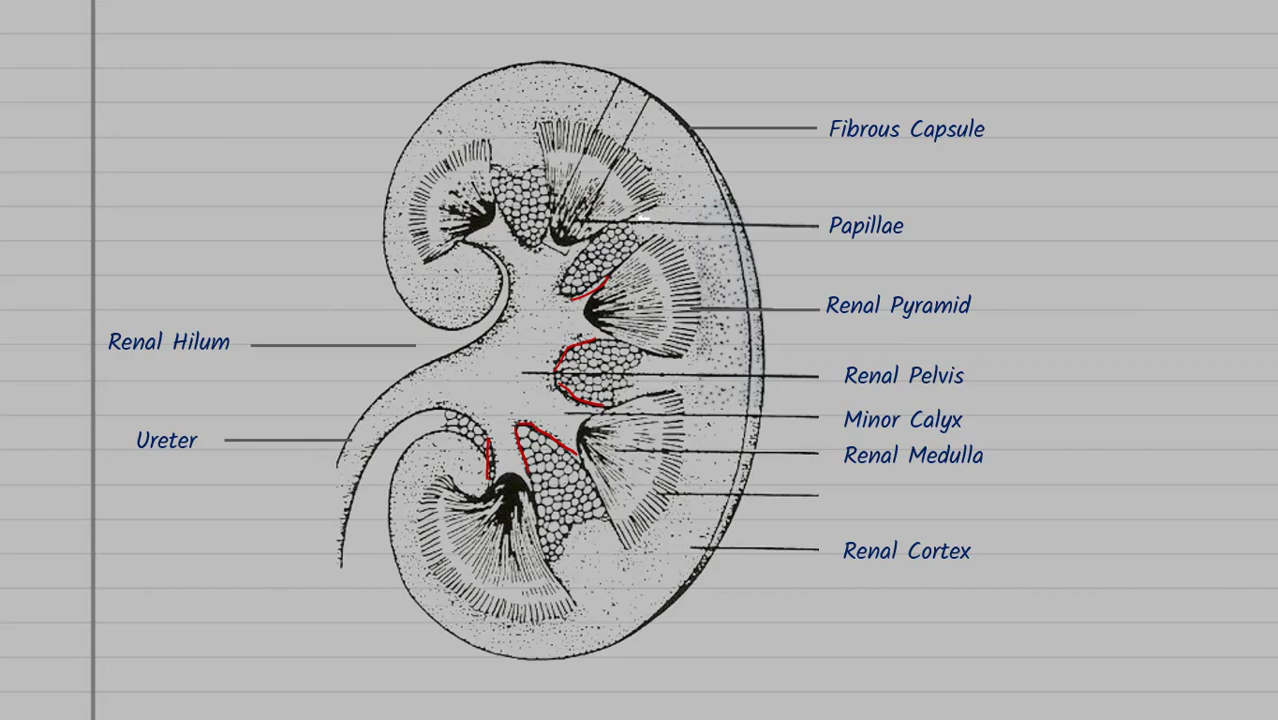 Fibrous Capsule
Papillae
Renal Pyramid
Renal Hilum
Renal Pelvis
Minor Calyx
Ureter
Renal Medulla
Renal Cortex